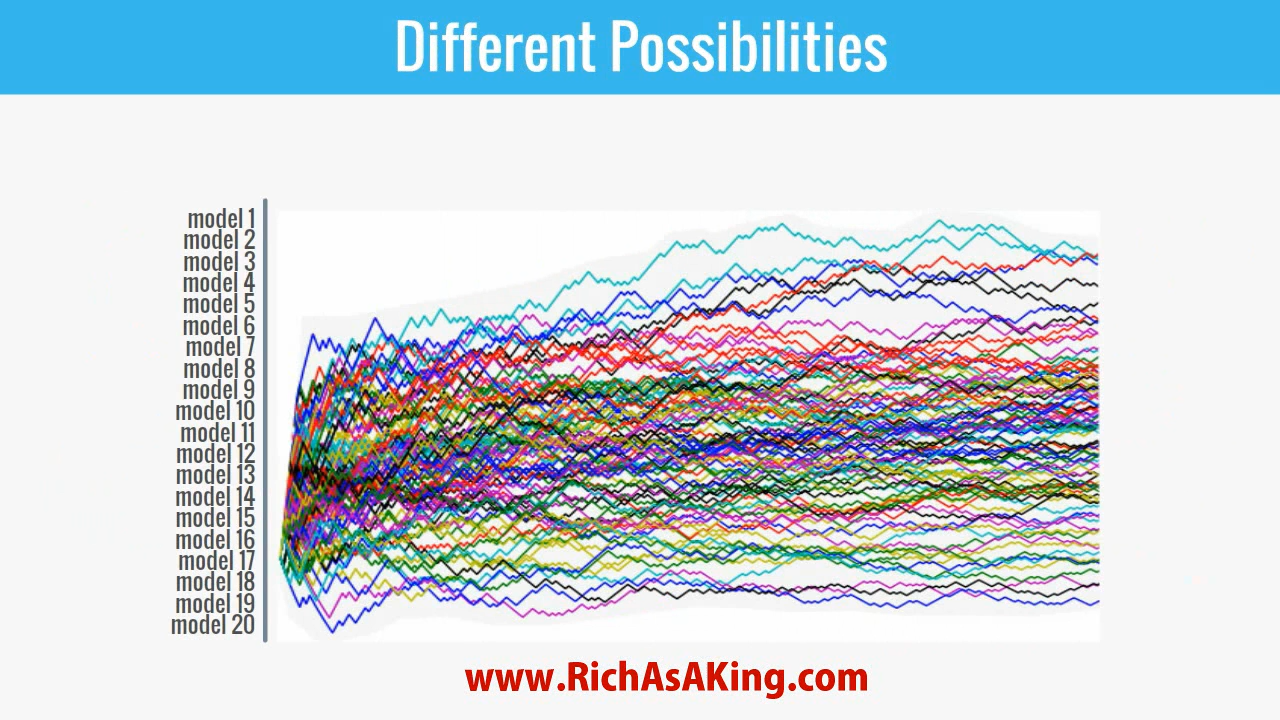 Different Possibilities
model 1
model 2
model 3
model 4
model 5
model 6
model 7
model 8
model 9
model 10
model 11
model 12
model 13
model 14
model 15
model 16
model 17
model 18
model 19
model 20
www.RichAsAKing.com